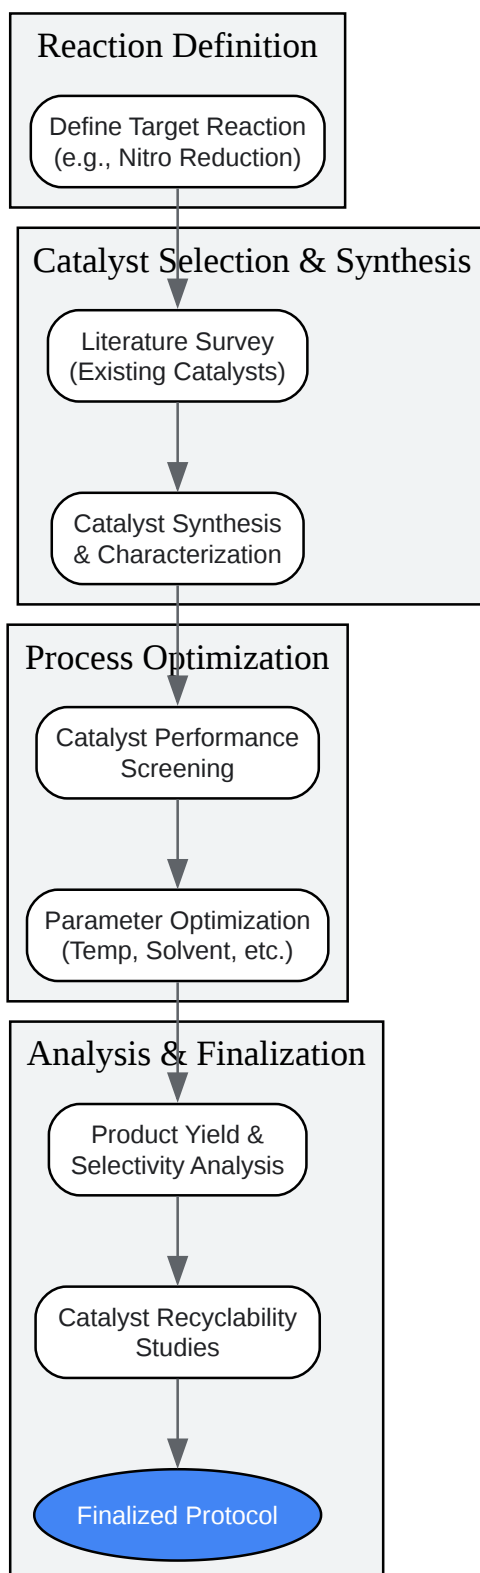 Reaction Definition
Define Target Reaction
(e.g., Nitro Reduction)
Catalyst Selection & Synthesis
Literature Survey
(Existing Catalysts)
Catalyst Synthesis
& Characterization
Process Optimization
Catalyst Performance
Screening
Parameter Optimization
(Temp, Solvent, etc.)
Analysis & Finalization
Product Yield &
Selectivity Analysis
Catalyst Recyclability
Studies
Finalized Protocol